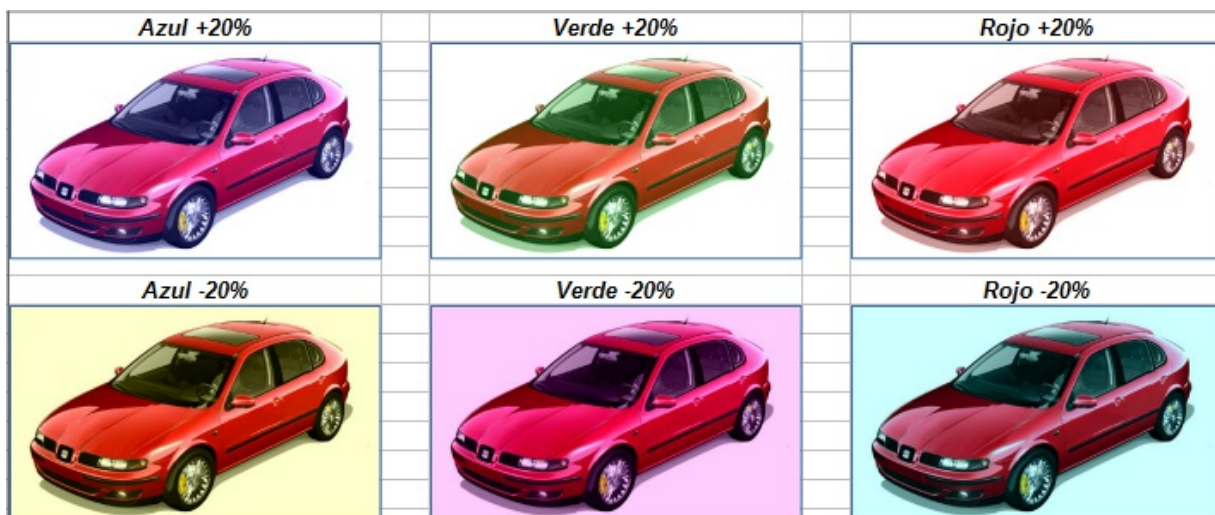 Azul +20%
Verde +20%
Rojo +20%
Azul -20%
Verde -20%
Rojo -20%